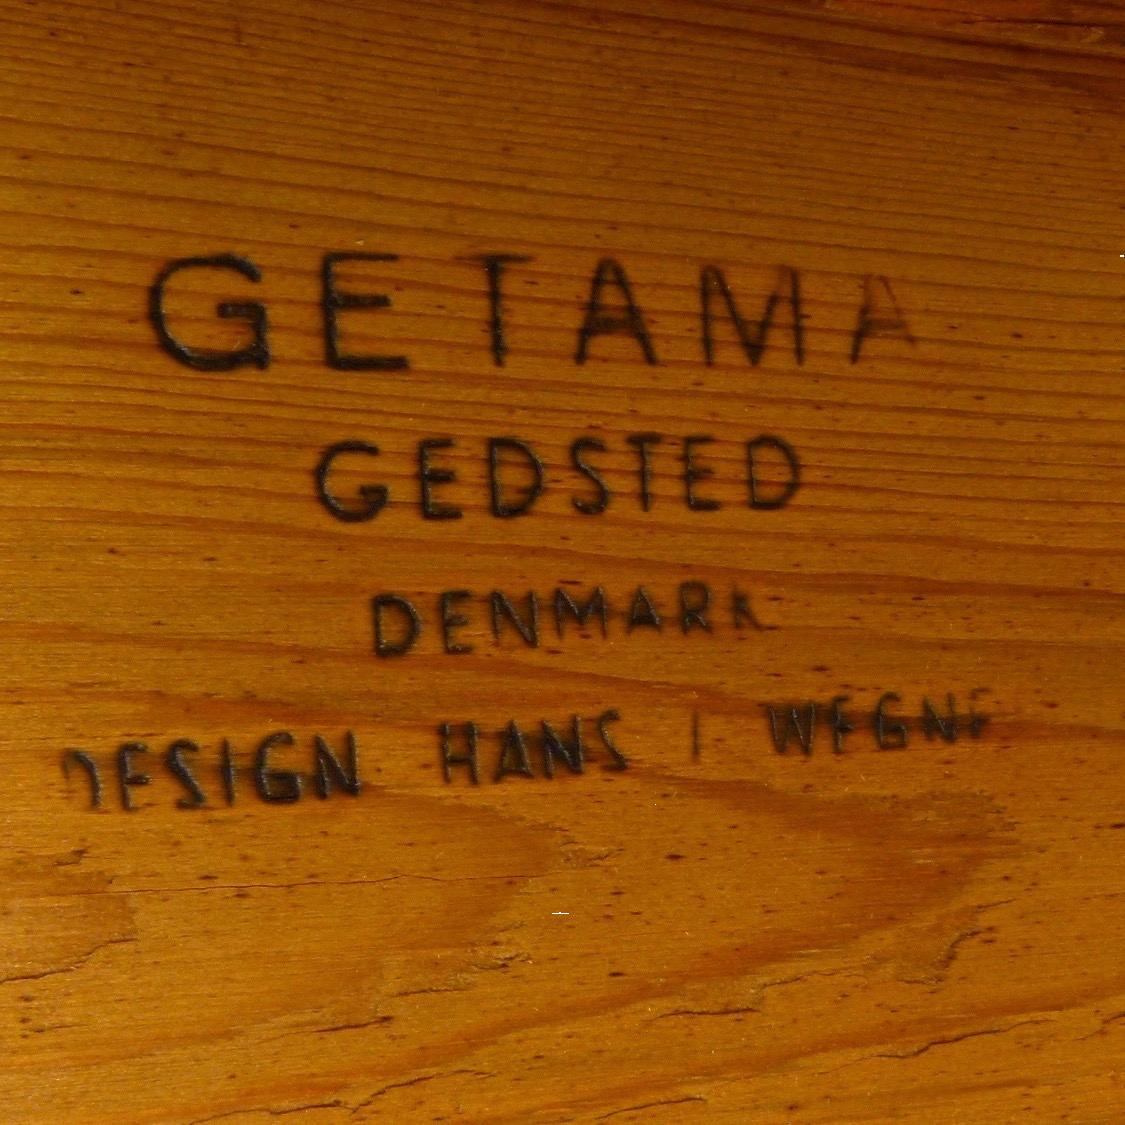 GETAMA
GEDSTED
DENMARK
DESIGN HANS J WEGNE